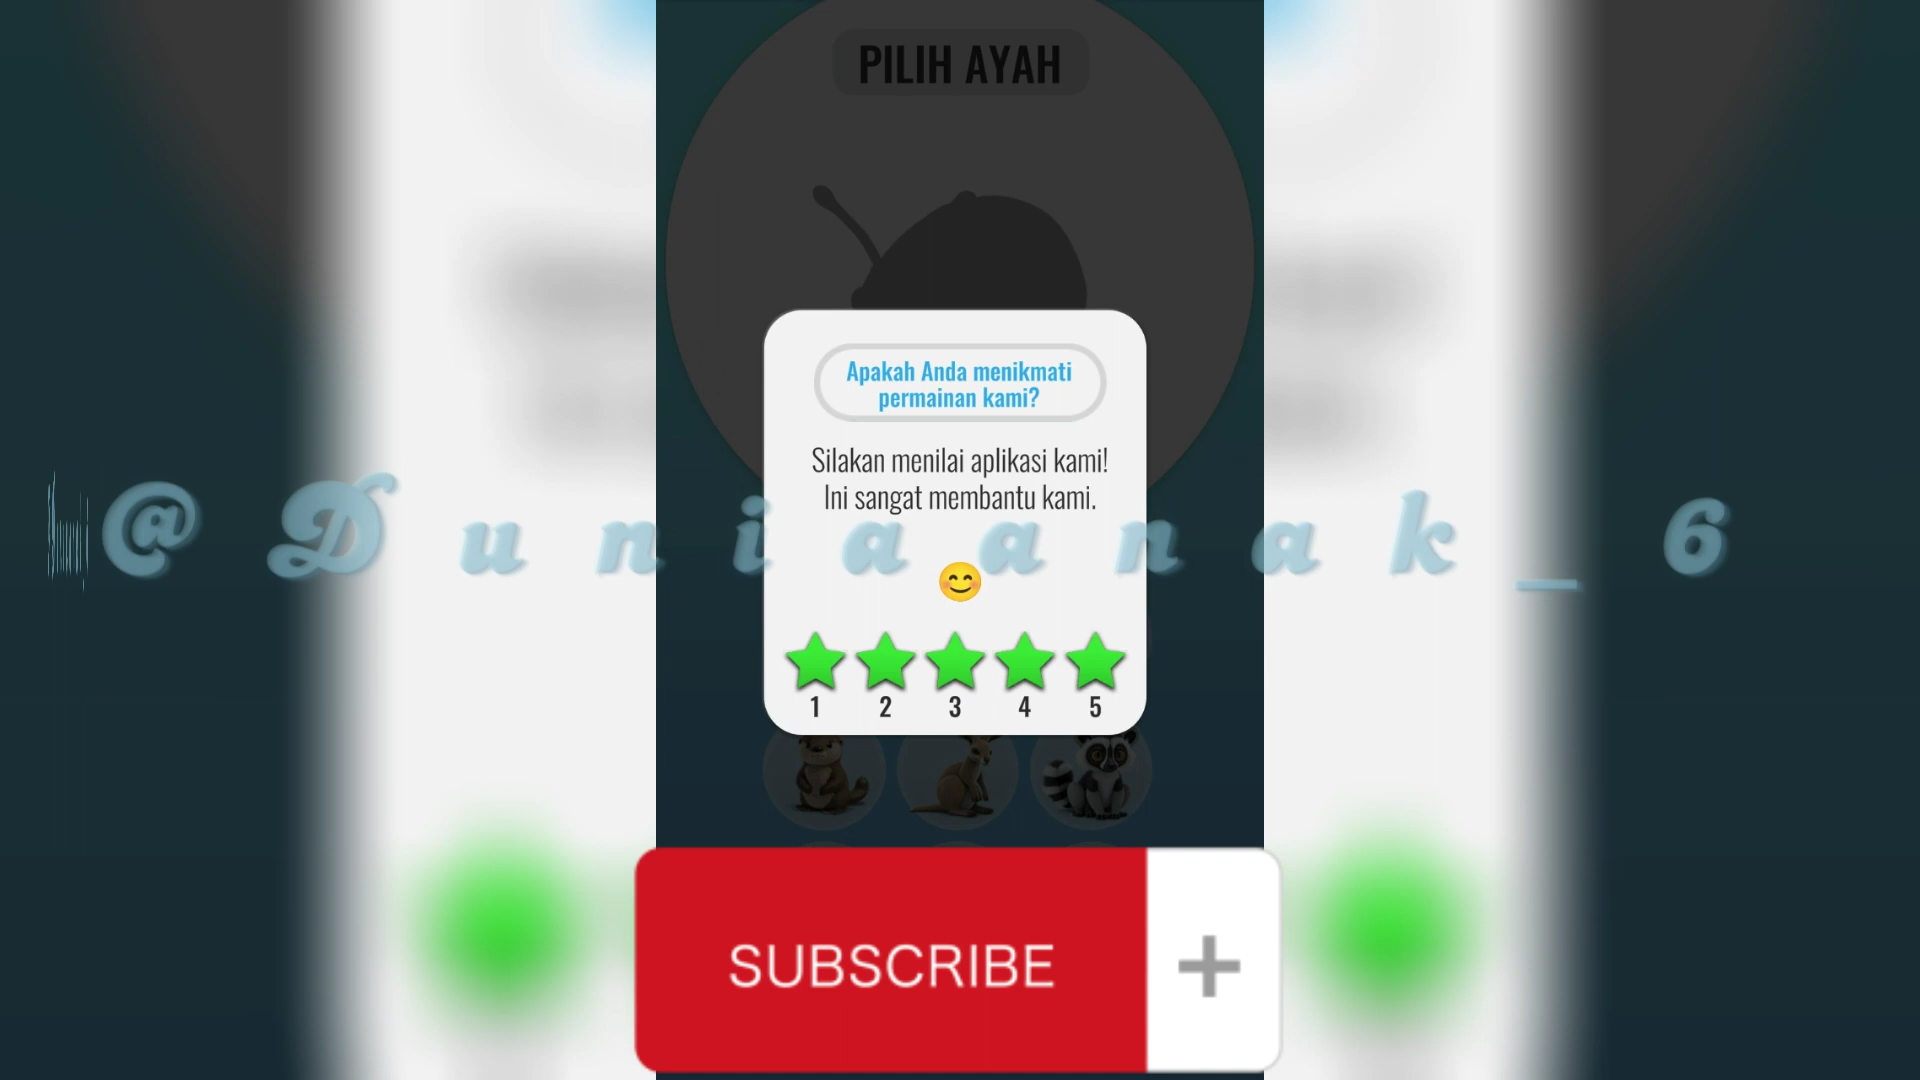 PILIH AYAH
Apakah Anda menikmati
permainan kami?
Silakan menilai aplikasi kami!
Ini sangat membantu kami.
@Duniaanak_6
1 2 3 4 5
SUBSCRIBE